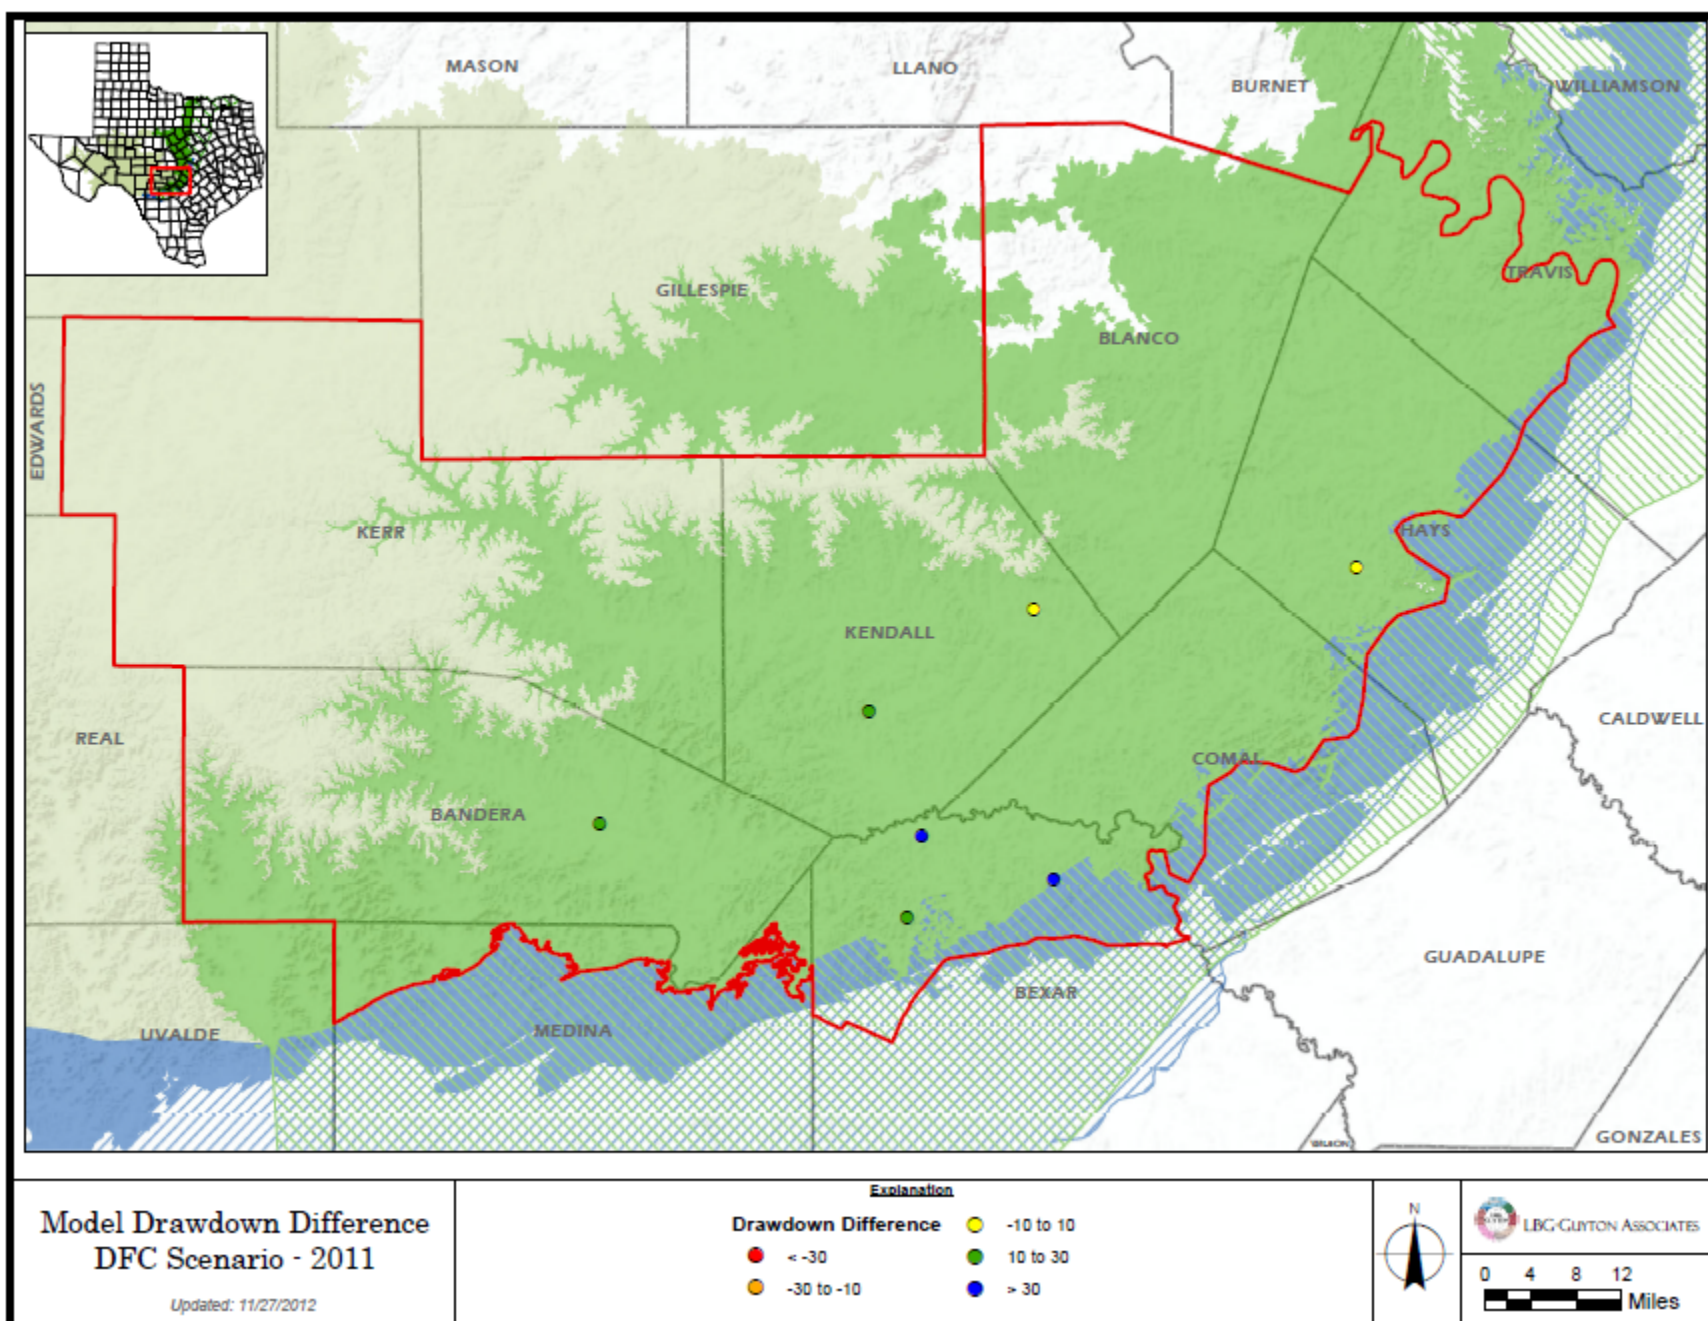 MASON
LLANO
BURNET
WILLIAMSON
GILLESPIE
TRAVIS
BLANCO
EDWARDS
KERR
HAYS
KENDALL
REAL
CALDWELL
COMAL
BANDERA
GUADALUPE
BEXAR
UVALDE
MEDINA
GONZALES
Model Drawdown Difference
DFC Scenario - 2011
Updated: 11/27/2012
Explanation
Drawdown Difference
< -30
-30 to -10
-10 to 10
10 to 30
> 30
N
LBG-GUYTON ASSOCIATES
0 4 8 12
Miles